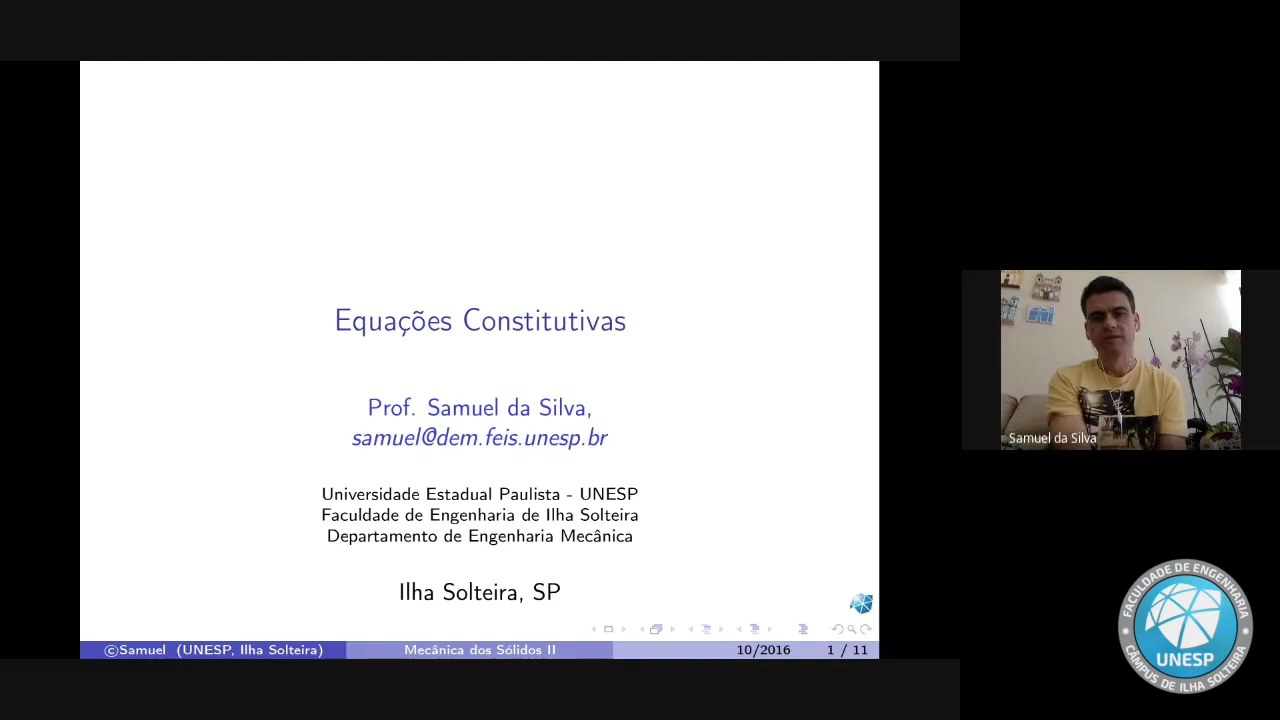 Equações Constitutivas
Prof. Samuel da Silva,
samuel@dem.feis.unesp.br
Universidade Estadual Paulista - UNESP
Faculdade de Engenharia de Ilha Solteira
Departamento de Engenharia Mecânica
Ilha Solteira, SP
©Samuel (UNESP, Ilha Solteira)
Mecânica dos Sólidos II
10/2016
1 / 11
Samuel da Silva
FACULDADE DE ENGENHARIA
UNESP
CÂMPUS DE ILHA SOLTEIRA